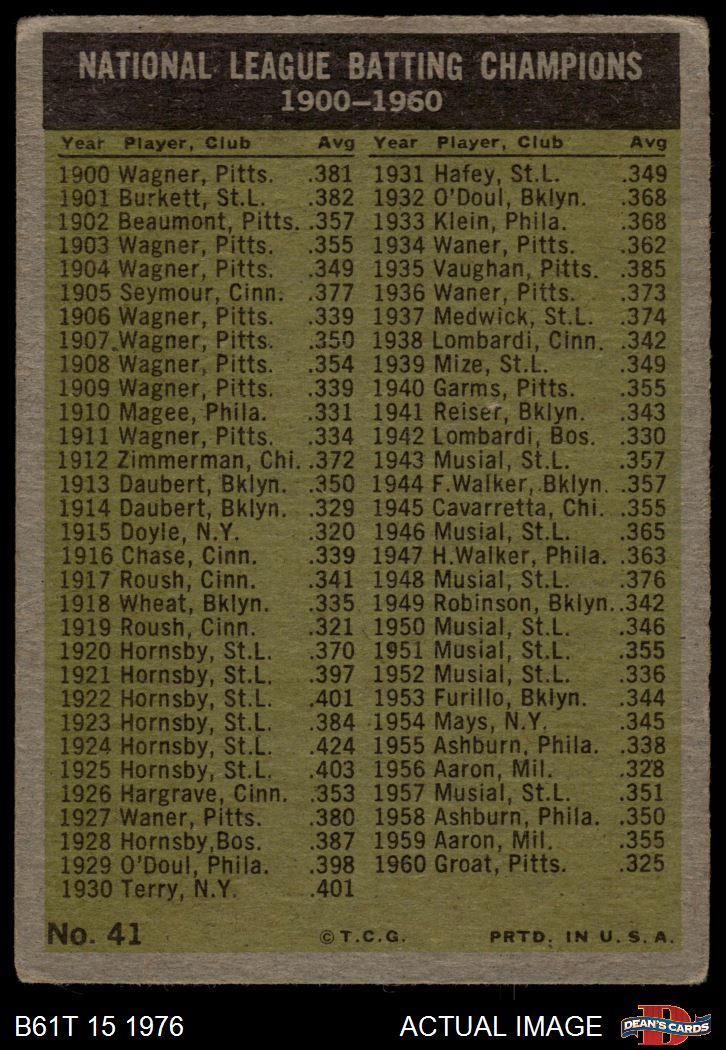 NATIONAL LEAGUE BATTING CHAMPIONS
1900–1960
Year Player, Club Avg
1900 Wagner, Pitts. .381
1901 Burkett, St.L. .382
1902 Beaumont, Pitts. .357
1903 Wagner, Pitts. .355
1904 Wagner, Pitts. .349
1905 Seymour, Cinn. .377
1906 Wagner, Pitts. .339
1907 Wagner, Pitts. .350
1908 Wagner, Pitts. .354
1909 Wagner, Pitts. .339
1910 Magee, Phila. .331
1911 Wagner, Pitts. .334
1912 Zimmerman, Chi. .372
1913 Daubert, Bklyn. .350
1914 Daubert, Bklyn. .329
1915 Doyle, N.Y. .320
1916 Chase, Cinn. .339
1917 Roush, Cinn. .341
1918 Wheat, Bklyn. .335
1919 Roush, Cinn. .321
1920 Hornsby, St.L. .370
1921 Hornsby, St.L. .397
1922 Hornsby, St.L. .401
1923 Hornsby, St.L. .384
1924 Hornsby, St.L. .424
1925 Hornsby, St.L. .403
1926 Hargrave, Cinn. .353
1927 Waner, Pitts. .380
1928 Hornsby,Bos. .387
1929 O'Doul, Phila. .398
1930 Terry, N.Y. .401
Year Player, Club Avg
1931 Hafey, St.L. .349
1932 O'Doul, Bklyn. .368
1933 Klein, Phila. .368
1934 Waner, Pitts. .362
1935 Vaughan, Pitts. .385
1936 Waner, Pitts. .373
1937 Medwick, St.L. .374
1938 Lombardi, Cinn. .342
1939 Mize, St.L. .349
1940 Garms, Pitts. .355
1941 Reiser, Bklyn. .343
1942 Lombardi, Bos. .330
1943 Musial, St.L. .357
1944 F.Walker, Bklyn. .357
1945 Cavarretta, Chi. .355
1946 Musial, St.L. .365
1947 H.Walker, Phila. .363
1948 Musial, St.L. .376
1949 Robinson, Bklyn. .342
1950 Musial, St.L. .346
1951 Musial, St.L. .355
1952 Musial, St.L. .336
1953 Furillo, Bklyn. .344
1954 Mays, N.Y. .345
1955 Ashburn, Phila. .338
1956 Aaron, Mil. .328
1957 Musial, St.L. .351
1958 Ashburn, Phila. .350
1959 Aaron, Mil. .355
1960 Groat, Pitts. .325
No. 41 © T.C.G. PRTD. IN U.S.A.
B61T 15 1976 ACTUAL IMAGE
D
DEAN'S CARDS